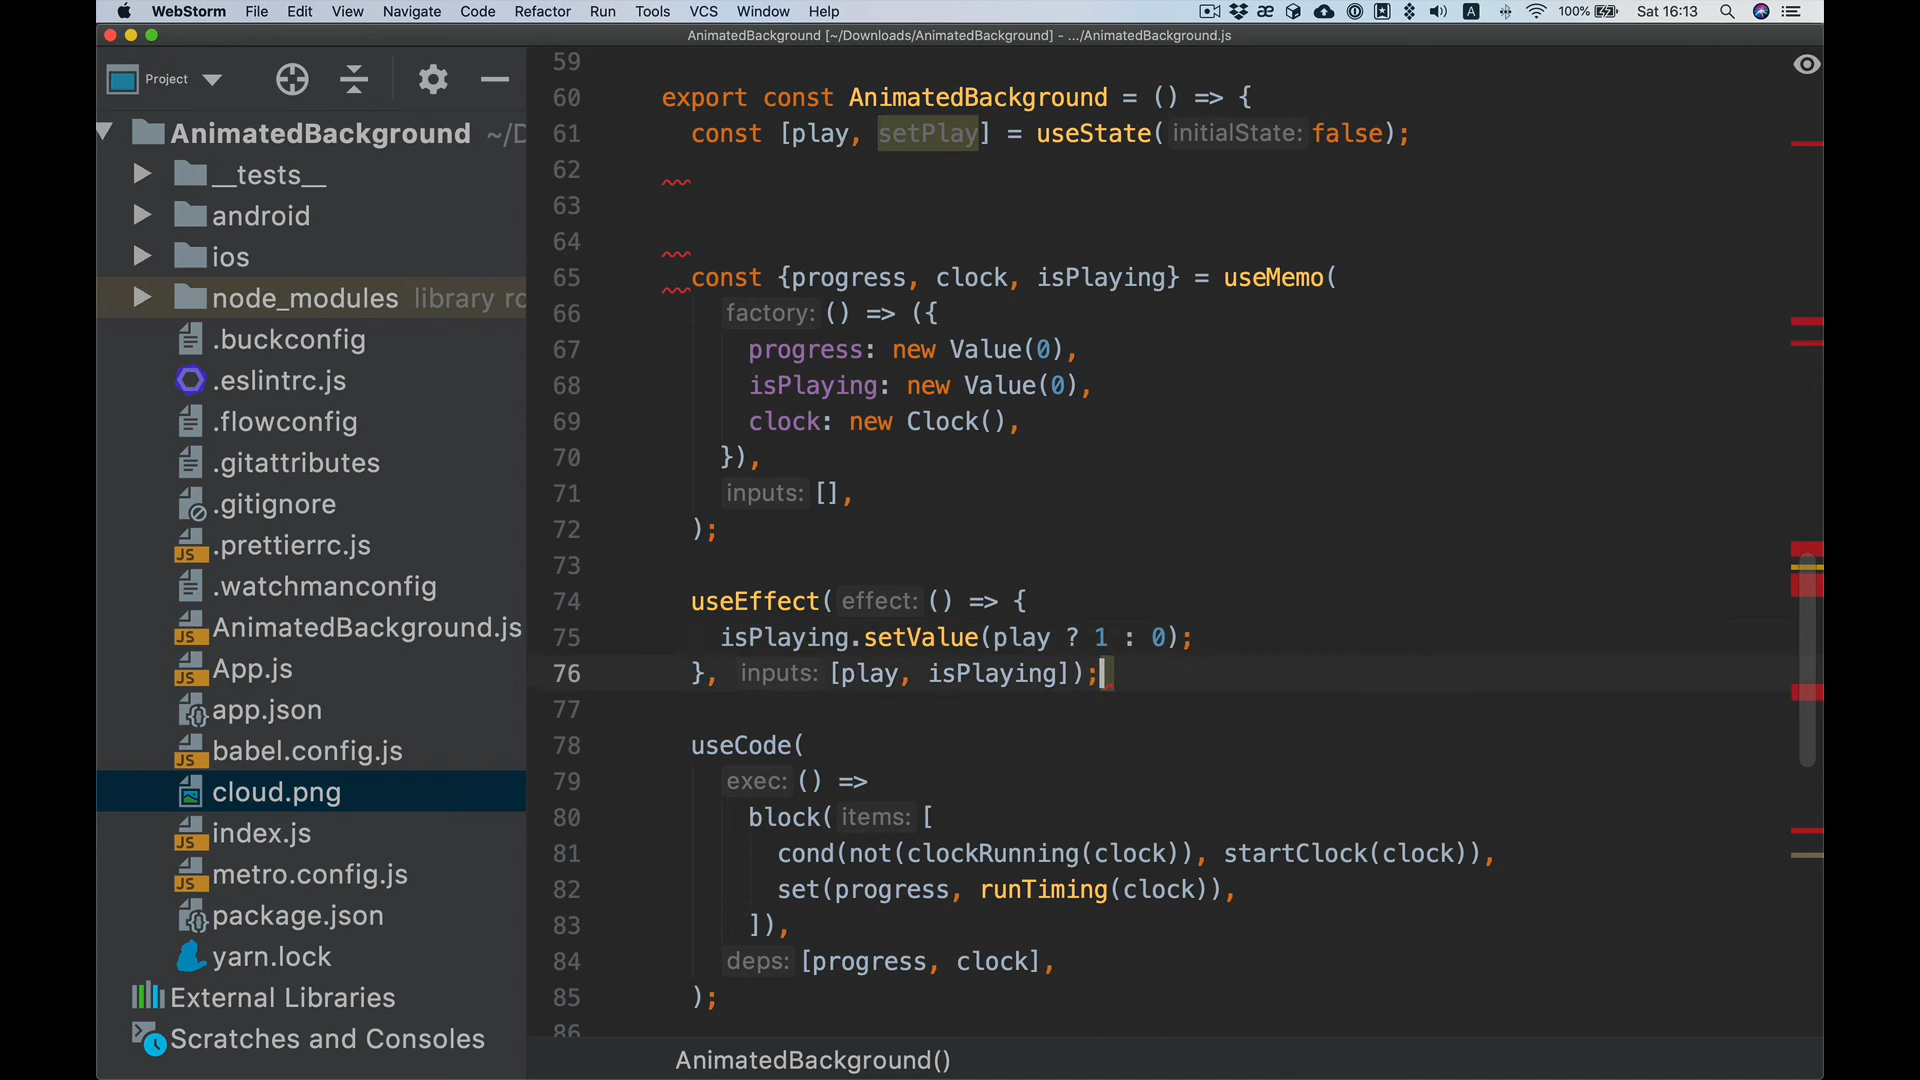 WebStorm File Edit View Navigate Code Refactor Run Tools VCS Window Help 100% Sat 16:13
AnimatedBackground [~/Downloads/AnimatedBackground] - .../AnimatedBackground.js
Project
AnimatedBackground ~/D
__tests__
android
ios
node_modules library ro
.buckconfig
.eslintrc.js
.flowconfig
.gitattributes
.gitignore
.prettierrc.js
.watchmanconfig
AnimatedBackground.js
App.js
app.json
babel.config.js
cloud.png
index.js
metro.config.js
package.json
yarn.lock
External Libraries
Scratches and Consoles
59
60 export const AnimatedBackground = () => {
61 const [play, setPlay] = useState( initialState: false);
62
63
64
65 const {progress, clock, isPlaying} = useMemo(
66 factory: () => ({
67 progress: new Value(0),
68 isPlaying: new Value(0),
69 clock: new Clock(),
70 }),
71 inputs: [],
72 );
73
74 useEffect( effect: () => {
75 isPlaying.setValue(play ? 1 : 0);
76 }, inputs: [play, isPlaying]);
77
78 useCode(
79 exec: () =>
80 block( items: [
81 cond(not(clockRunning(clock)), startClock(clock)),
82 set(progress, runTiming(clock)),
83 ]),
84 deps: [progress, clock],
85 );
86
AnimatedBackground()